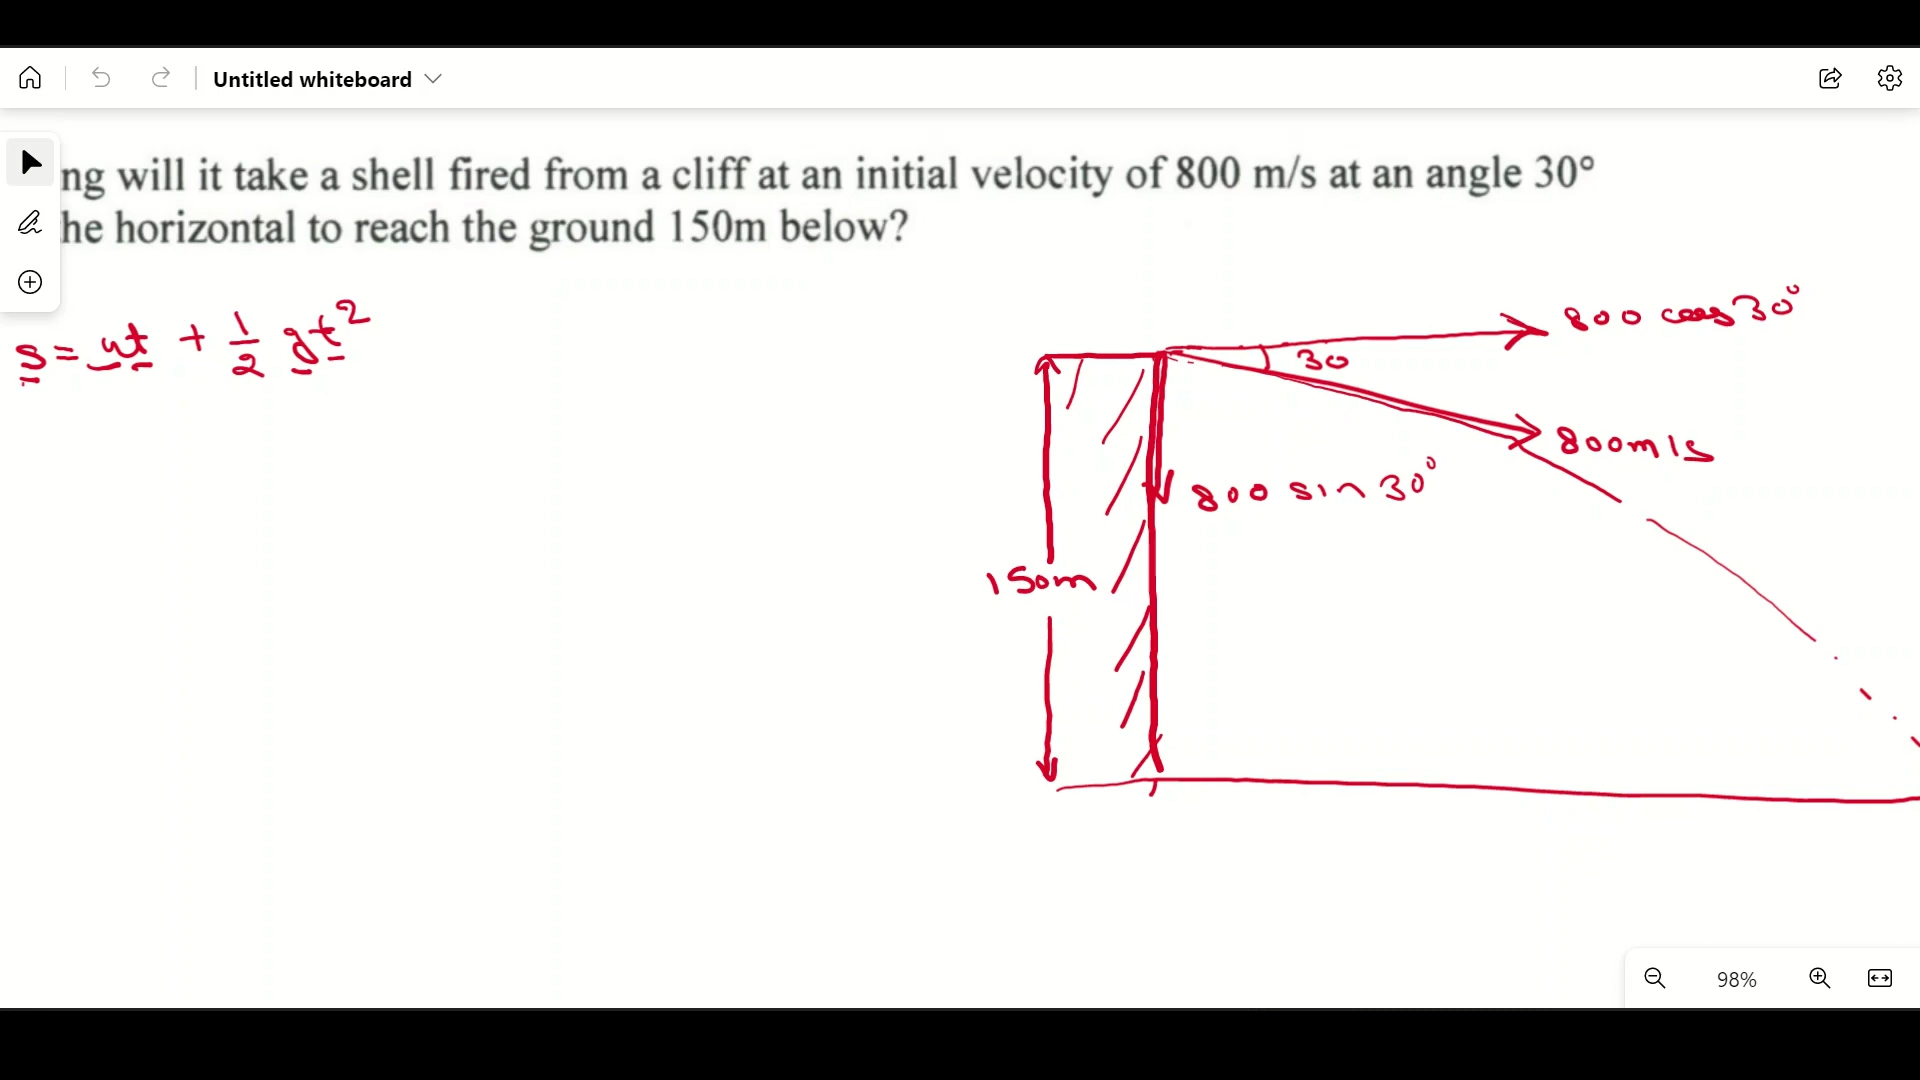 Untitled whiteboard
ng will it take a shell fired from a cliff at an initial velocity of 800 m/s at an angle 30°
he horizontal to reach the ground 150m below?
s = ut + 1/2 gt²
800 cos 30°
30
800m/s
800 sin 30°
150m
98%